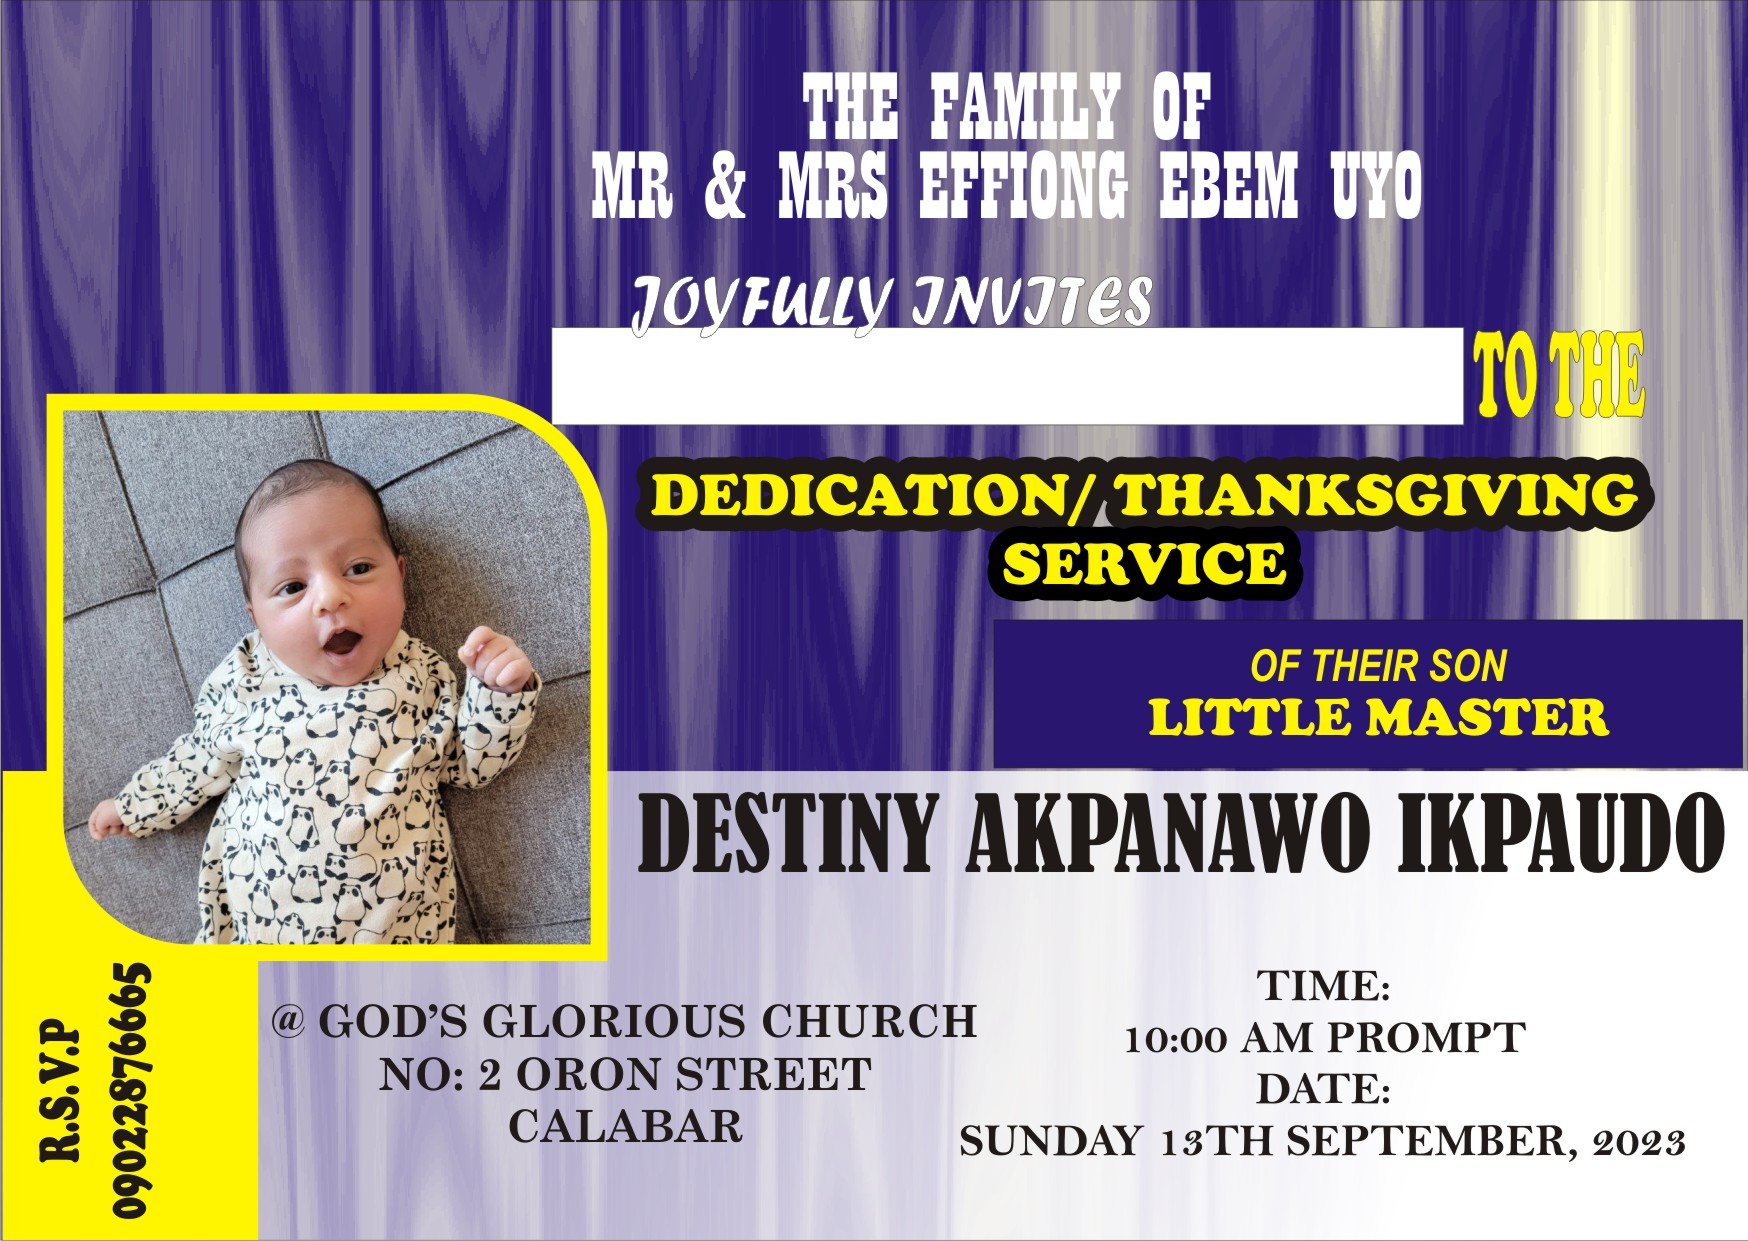 THE FAMILY OF
MR & MRS EFFIONG EBEM UYO
JOYFULLY INVITES
TO THE
DEDICATION/ THANKSGIVING
SERVICE
OF THEIR SON
LITTLE MASTER
DESTINY AKPANAWO IKPAUDO
@ GOD'S GLORIOUS CHURCH
NO: 2 ORON STREET
CALABAR
TIME:
10:00 AM PROMPT
DATE:
SUNDAY 13TH SEPTEMBER, 2023
R.S.V.P
09022876665